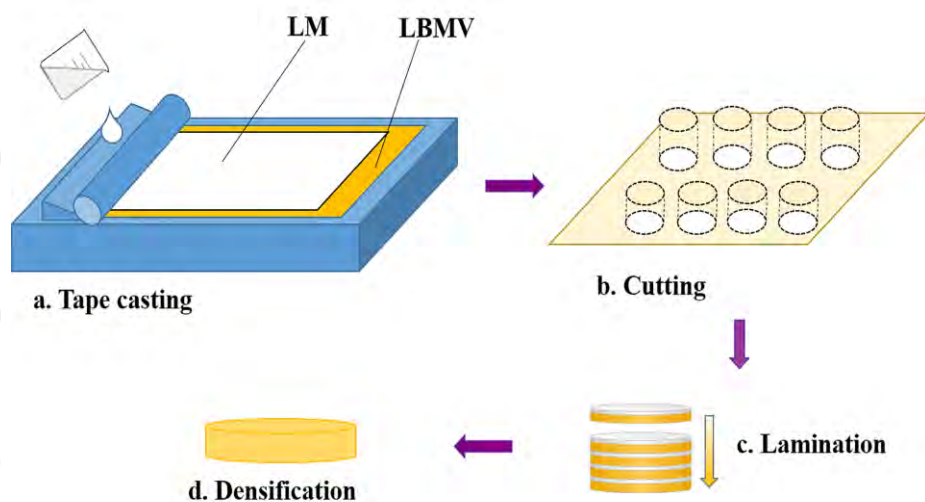 LM
LBMV
a. Tape casting
b. Cutting
c. Lamination
d. Densification